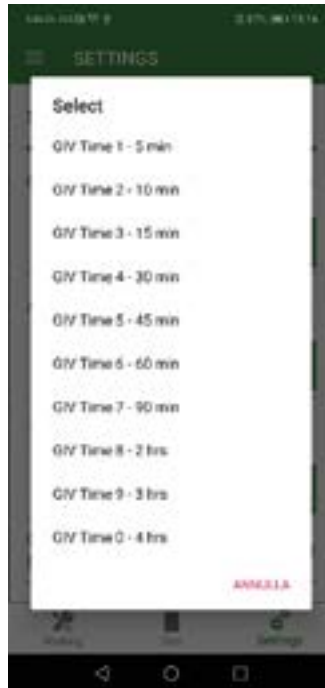 SETTINGS
Select
GIV Time 1 - 5 min
GIV Time 2 - 10 min
GIV Time 3 - 15 min
GIV Time 4 - 30 min
GIV Time 5 - 45 min
GIV Time 6 - 60 min
GIV Time 7 - 90 min
GIV Time 8 - 2 hrs
GIV Time 9 - 3 hrs
GIV Time 0 - 4 hrs
ANNULLA
Settings